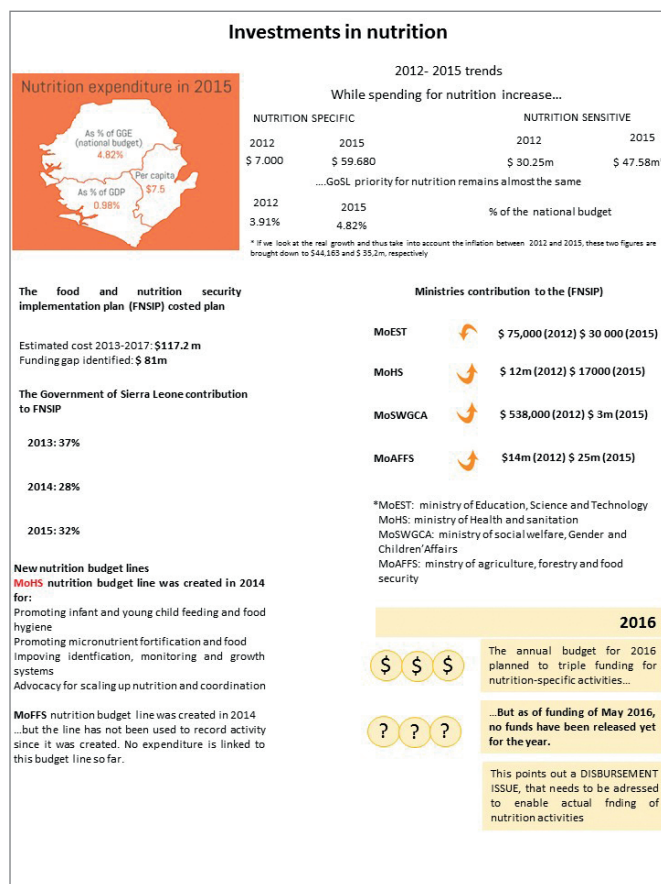 Investments in nutrition
Nutrition expenditure in 2015
As % of GGE
(national budget)
4.82%
Per capita
$7.5
As % of GDP
0.98%
2012- 2015 trends
While spending for nutrition increase...
NUTRITION SPECIFIC
NUTRITION SENSITIVE
2012
2015
2012
2015
$ 7.000
$ 59.680
$ 30.25m
$ 47.58m*
....GoSL priority for nutrition remains almost the same
2012
2015
3.91%
4.82%
% of the national budget
* If we look at the real growth and thus take into account the inflation between 2012 and 2015, these two figures are
brought down to $44,163 and $ 35,2m, respectively
The food and nutrition security
implementation plan (FNSIP) costed plan
Estimated cost 2013-2017: $117.2 m
Funding gap identified: $ 81m
The Government of Sierra Leone contribution
to FNSIP
2013: 37%
2014: 28%
2015: 32%
New nutrition budget lines
MoHS nutrition budget line was created in 2014
for:
Promoting infant and young child feeding and food
hygiene
Promoting micronutrient fortification and food
Impoving identfication, monitoring and growth
systems
Advocacy for scaling up nutrition and coordination
MoFFS nutrition budget line was created in 2014
...but the line has not been used to record activity
since it was created. No expenditure is linked to
this budget line so far.
Ministries contribution to the (FNSIP)
MoEST
$ 75,000 (2012) $ 30 000 (2015)
MoHS
$ 12m (2012) $ 17000 (2015)
MoSWGCA
$ 538,000 (2012) $ 3m (2015)
MoAFFS
$14m (2012) $ 25m (2015)
*MoEST: ministry of Education, Science and Technology
MoHS: ministry of Health and sanitation
MoSWGCA: ministry of social welfare, Gender and
Children'Affairs
MoAFFS: minstry of agriculture, forestry and food
security
2016
$ $ $
The annual budget for 2016
planned to triple funding for
nutrition-specific activities...
? ? ?
...But as of funding of May 2016,
no funds have been released yet
for the year.
This points out a DISBURSEMENT
ISSUE, that needs to be adressed
to enable actual fnding of
nutrition activities